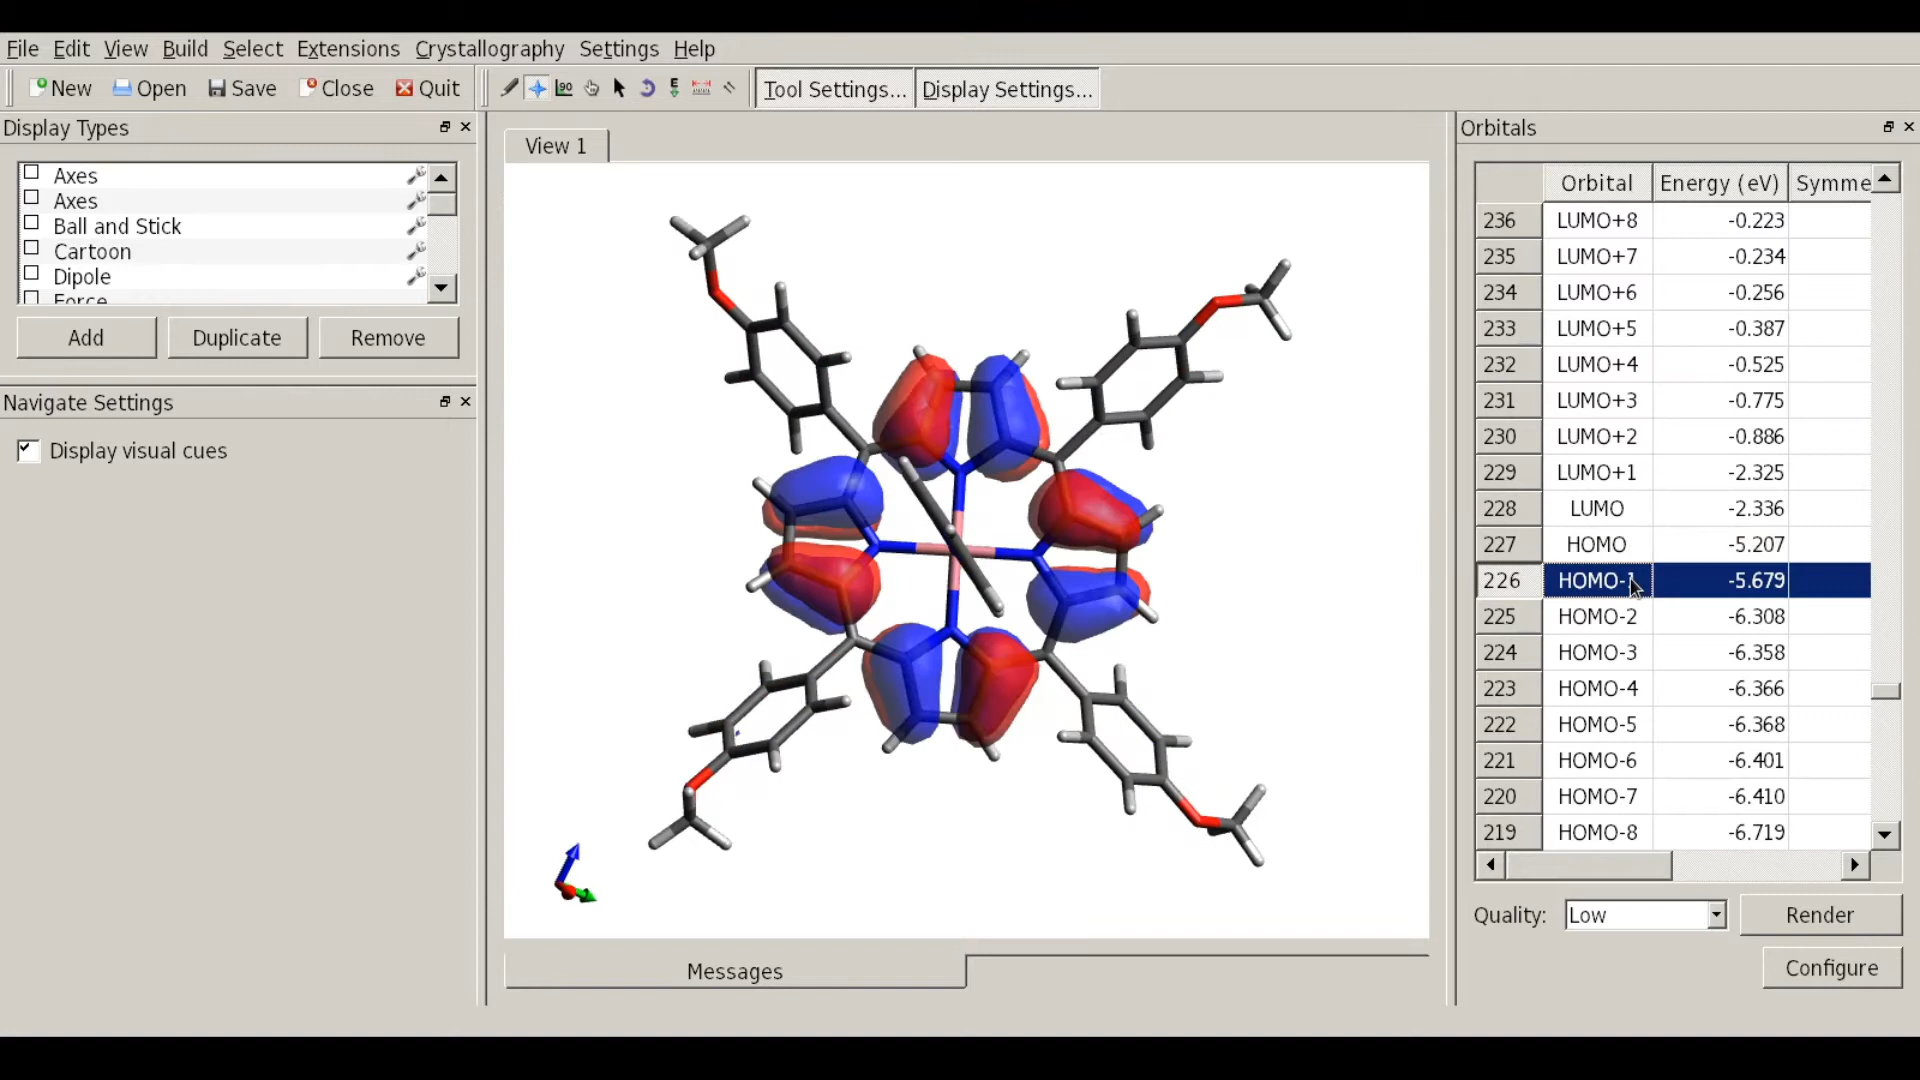 File Edit View Build Select Extensions Crystallography Settings Help
New Open Save Close Quit Tool Settings... Display Settings...
Display Types
Axes
Axes
Ball and Stick
Cartoon
Dipole
Force
Add Duplicate Remove
Navigate Settings
Display visual cues
View 1
Messages
Orbitals
Orbital Energy (eV) Symme
236 LUMO+8 -0.223
235 LUMO+7 -0.234
234 LUMO+6 -0.256
233 LUMO+5 -0.387
232 LUMO+4 -0.525
231 LUMO+3 -0.775
230 LUMO+2 -0.886
229 LUMO+1 -2.325
228 LUMO -2.336
227 HOMO -5.207
226 HOMO-1 -5.679
225 HOMO-2 -6.308
224 HOMO-3 -6.358
223 HOMO-4 -6.366
222 HOMO-5 -6.368
221 HOMO-6 -6.401
220 HOMO-7 -6.410
219 HOMO-8 -6.719
Quality: Low Render
Configure